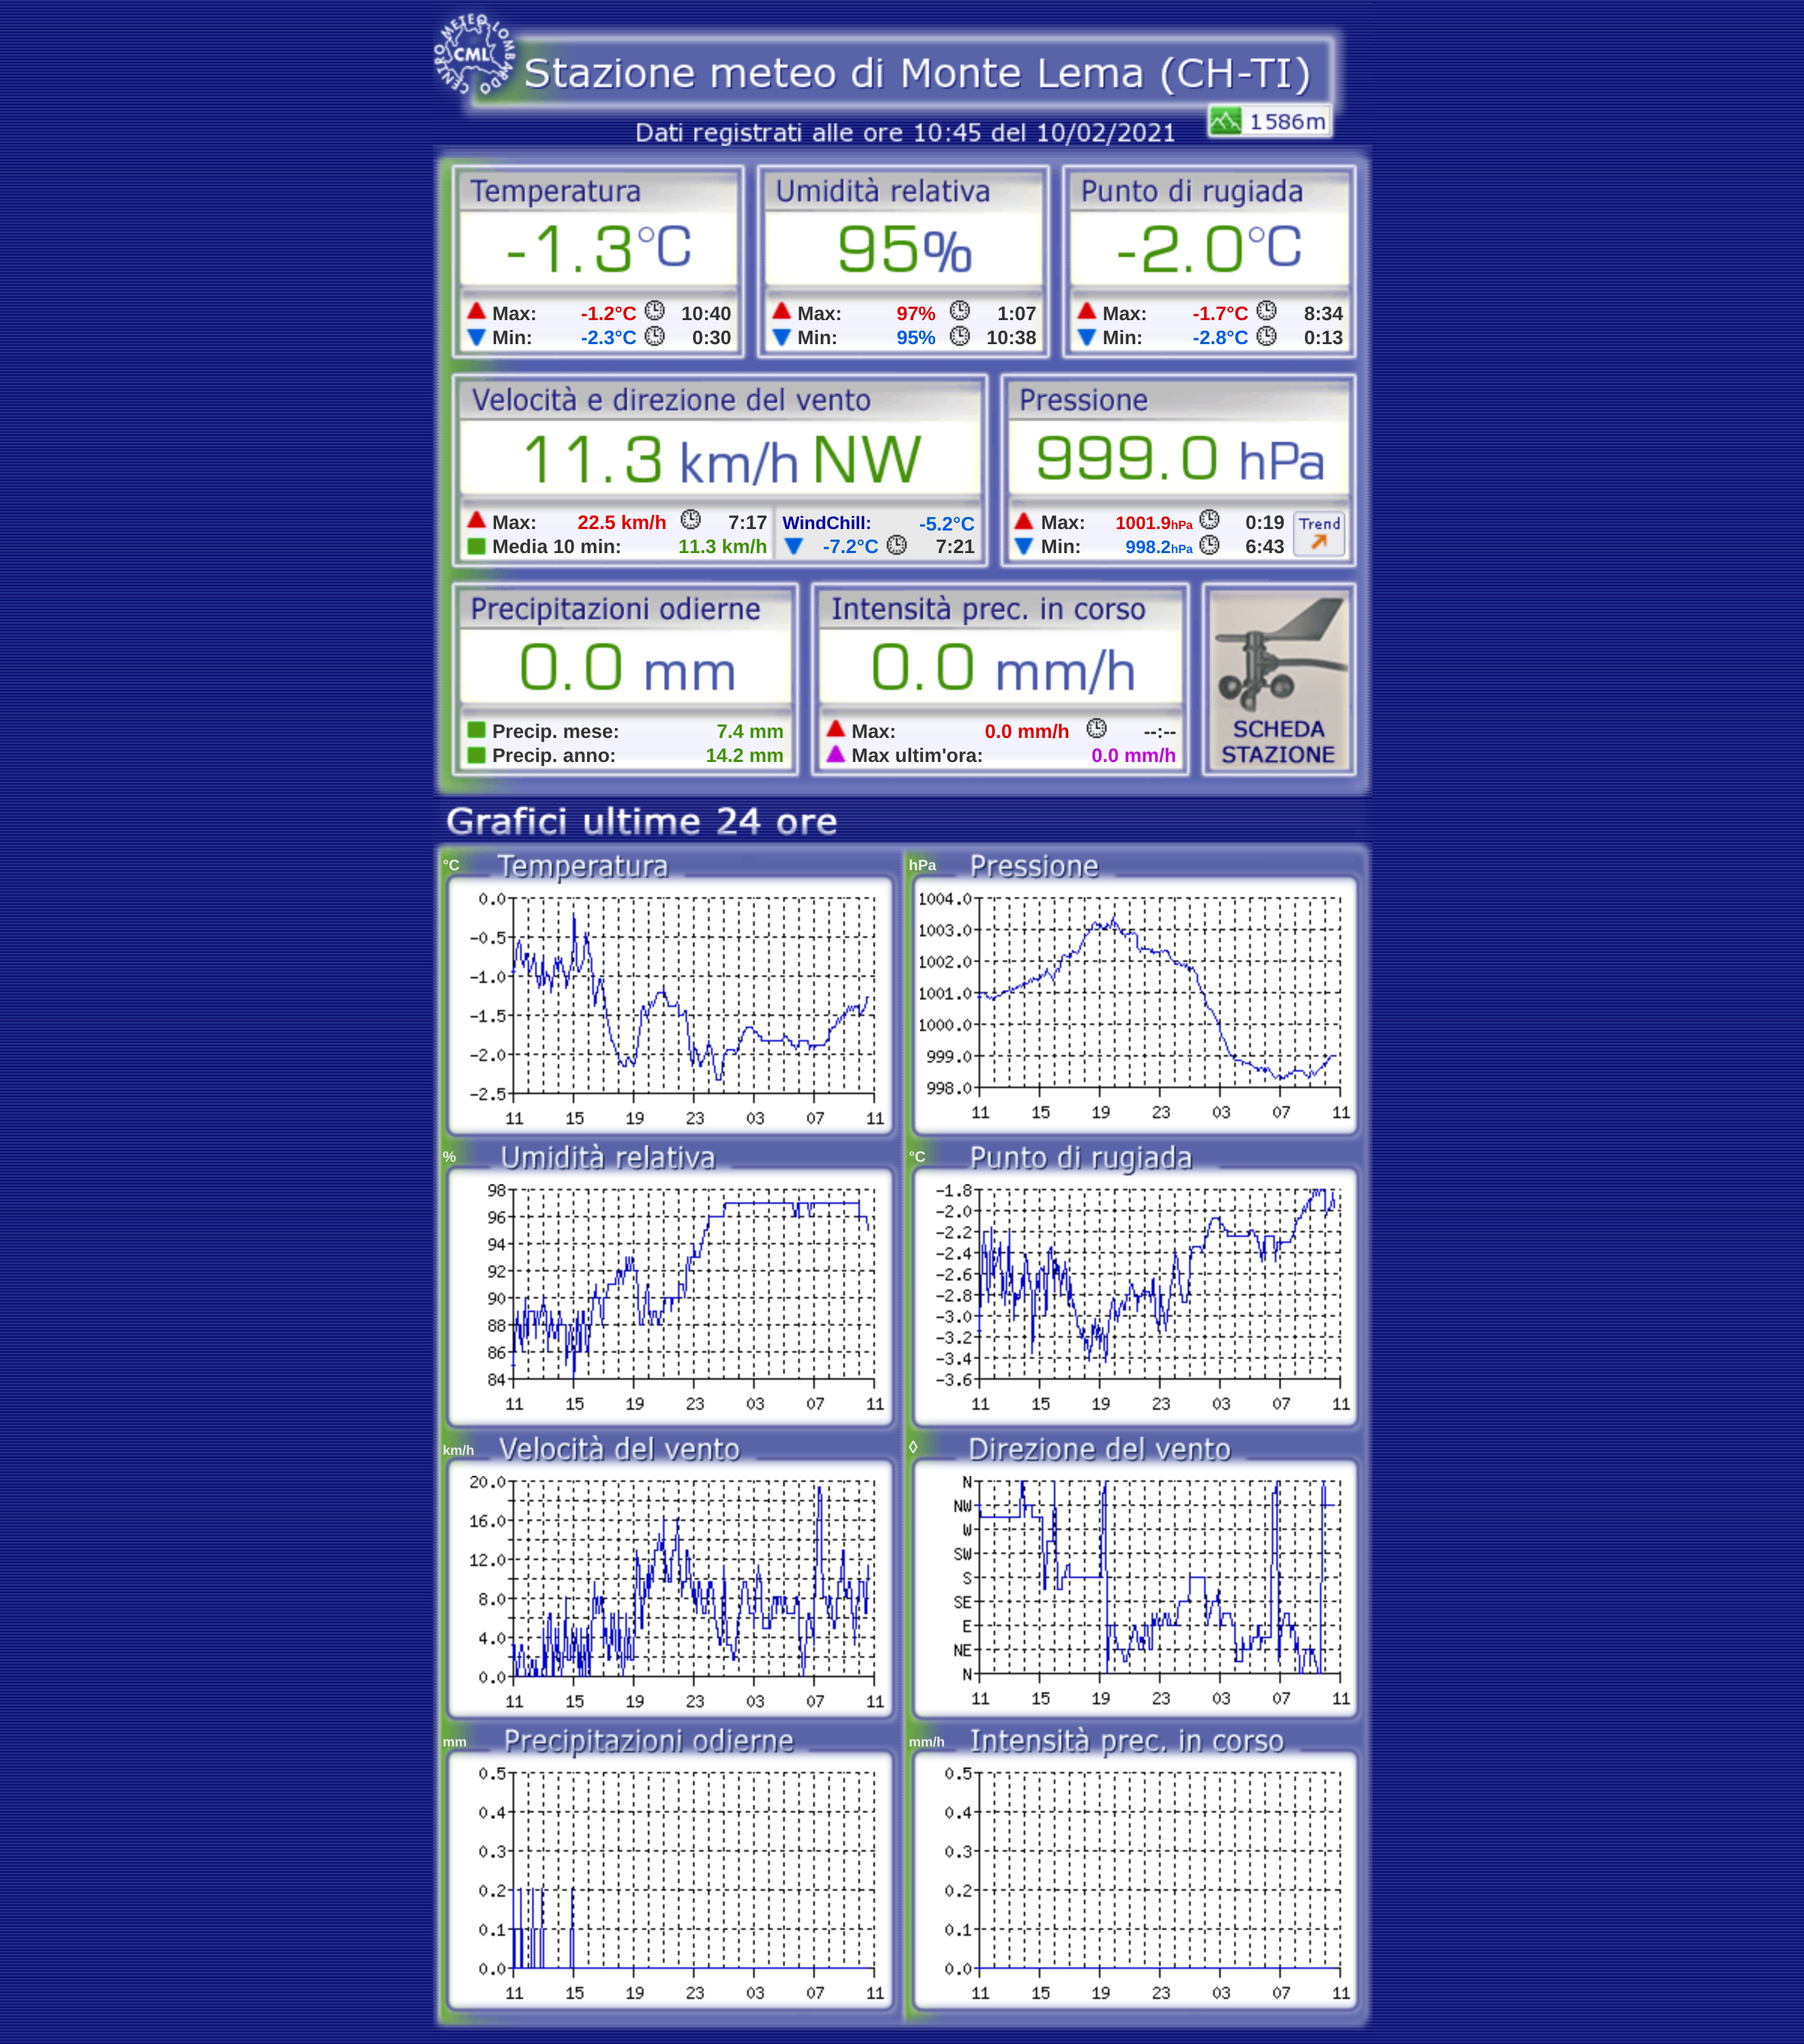 CENTRO METEO LOMBARDO
CML
Stazione meteo di Monte Lema (CH-TI)
1586m
Dati registrati alle ore 10:45 del 10/02/2021
Temperatura Umidità relativa Punto di rugiada
-1.3°C 95% -2.0°C
Max: -1.2°C 10:40 Max: 97% 1:07 Max: -1.7°C 8:34
Min: -2.3°C 0:30 Min: 95% 10:38 Min: -2.8°C 0:13
Velocità e direzione del vento Pressione
11.3 km/h NW 999.0 hPa
Max: 22.5 km/h 7:17 WindChill: -5.2°C Max: 1001.9hPa 0:19 Trend
Media 10 min: 11.3 km/h -7.2°C 7:21 Min: 998.2hPa 6:43
Precipitazioni odierne Intensità prec. in corso
0.0 mm 0.0 mm/h
Precip. mese: 7.4 mm Max: 0.0 mm/h --:-- SCHEDA
Precip. anno: 14.2 mm Max ultim'ora: 0.0 mm/h STAZIONE
Grafici ultime 24 ore
°C Temperatura
0.0
-0.5
-1.0
-1.5
-2.0
-2.5
11 15 19 23 03 07 11
hPa Pressione
1004.0
1003.0
1002.0
1001.0
1000.0
999.0
998.0
11 15 19 23 03 07 11
% Umidità relativa
98
96
94
92
90
88
86
84
11 15 19 23 03 07 11
°C Punto di rugiada
-1.8
-2.0
-2.2
-2.4
-2.6
-2.8
-3.0
-3.2
-3.4
-3.6
11 15 19 23 03 07 11
km/h Velocità del vento
20.0
16.0
12.0
8.0
4.0
0.0
11 15 19 23 03 07 11
◊ Direzione del vento
N
NW
W
SW
S
SE
E
NE
N
11 15 19 23 03 07 11
mm Precipitazioni odierne
0.5
0.4
0.3
0.2
0.1
0.0
11 15 19 23 03 07 11
mm/h Intensità prec. in corso
0.5
0.4
0.3
0.2
0.1
0.0
11 15 19 23 03 07 11